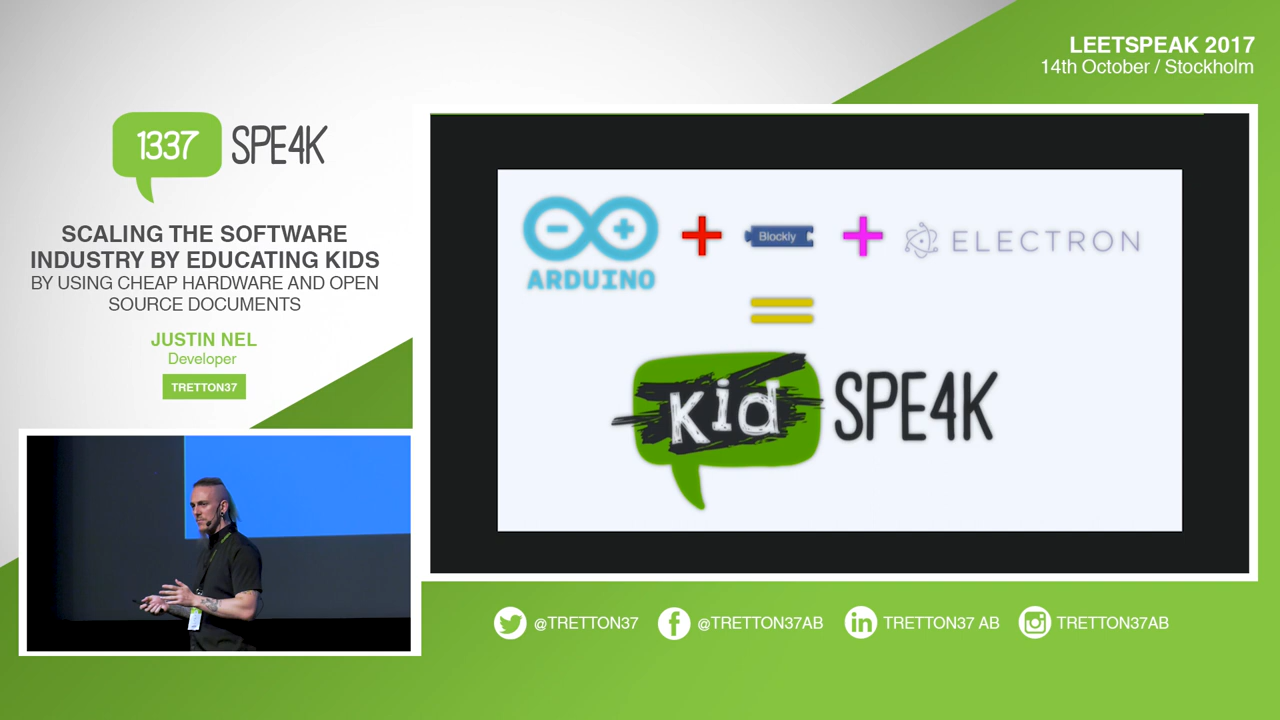 LEETSPEAK 2017
14th October / Stockholm
1337 SPE4K
SCALING THE SOFTWARE
INDUSTRY BY EDUCATING KIDS
BY USING CHEAP HARDWARE AND OPEN
SOURCE DOCUMENTS
JUSTIN NEL
Developer
TRETTON37
ARDUINO
+
Blockly
+
ELECTRON
=
Kid SPE4K
@TRETTON37
@TRETTON37AB
TRETTON37 AB
TRETTON37AB